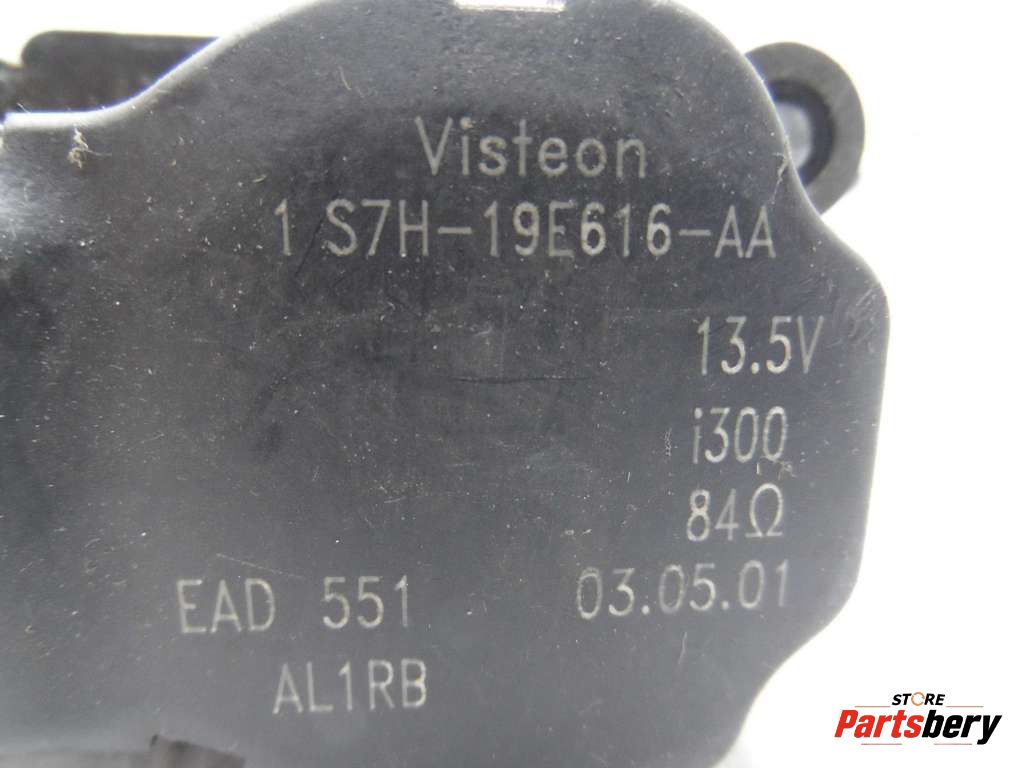 Visteon
1 S7H-19E616-AA
13.5V
i300
84Ω
EAD 551 03.05.01
AL1RB
STORE
Partsbery